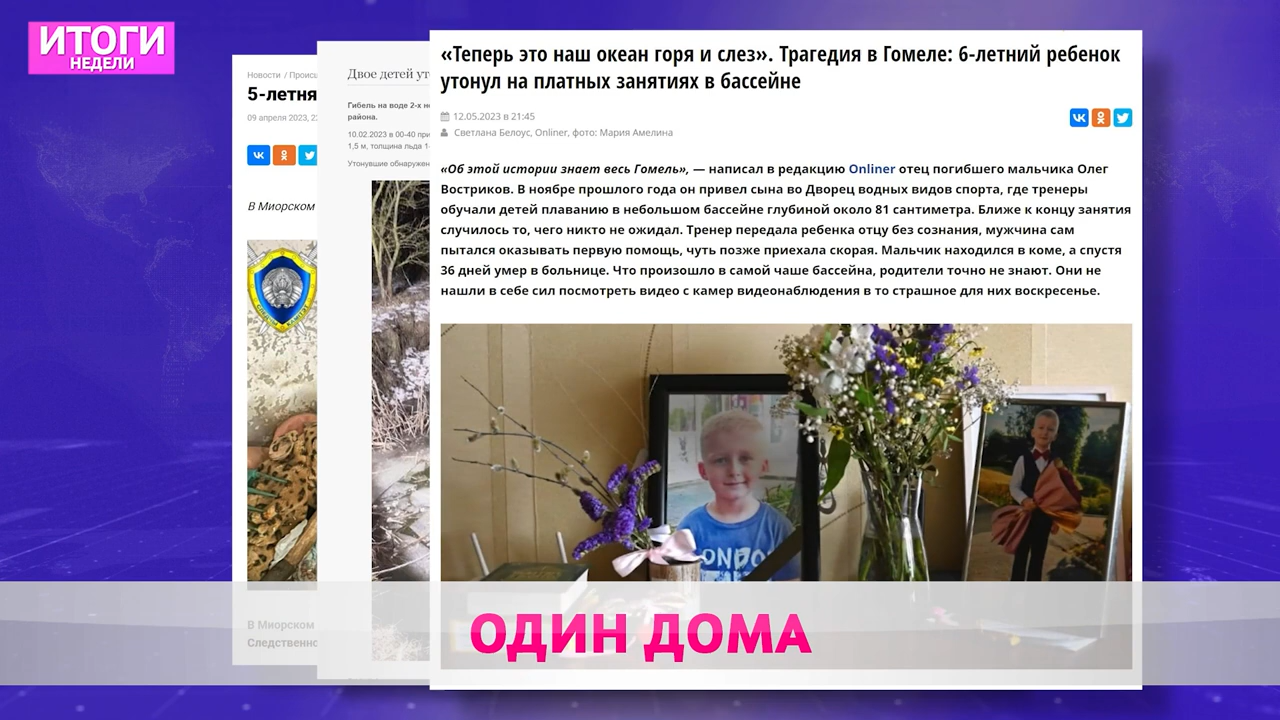 ИТОГИ
НЕДЕЛИ
Новости / Происш
5-летня
09 апреля 2023,
В Миорском
В Миорском
Следственно
Двое детей
Гибель на воде 2-х
района.
10.02.2023 в 00-40
1,5 м, толщина льда
Утонувшие
«Теперь это наш океан горя и слез». Трагедия в Гомеле: 6-летний ребенок
утонул на платных занятиях в бассейне
12.05.2023 в 21:45
Светлана Белоус, Onliner, фото: Мария Амелина
«Об этой истории знает весь Гомель», — написал в редакцию Onliner отец погибшего мальчика Олег
Востриков. В ноябре прошлого года он привел сына во Дворец водных видов спорта, где тренеры
обучали детей плаванию в небольшом бассейне глубиной около 81 сантиметра. Ближе к концу занятия
случилось то, чего никто не ожидал. Тренер передала ребенка отцу без сознания, мужчина сам
пытался оказывать первую помощь, чуть позже приехала скорая. Мальчик находился в коме, а спустя
36 дней умер в больнице. Что произошло в самой чаше бассейна, родители точно не знают. Они не
нашли в себе сил посмотреть видео с камер видеонаблюдения в то страшное для них воскресенье.
ОДИН ДОМА